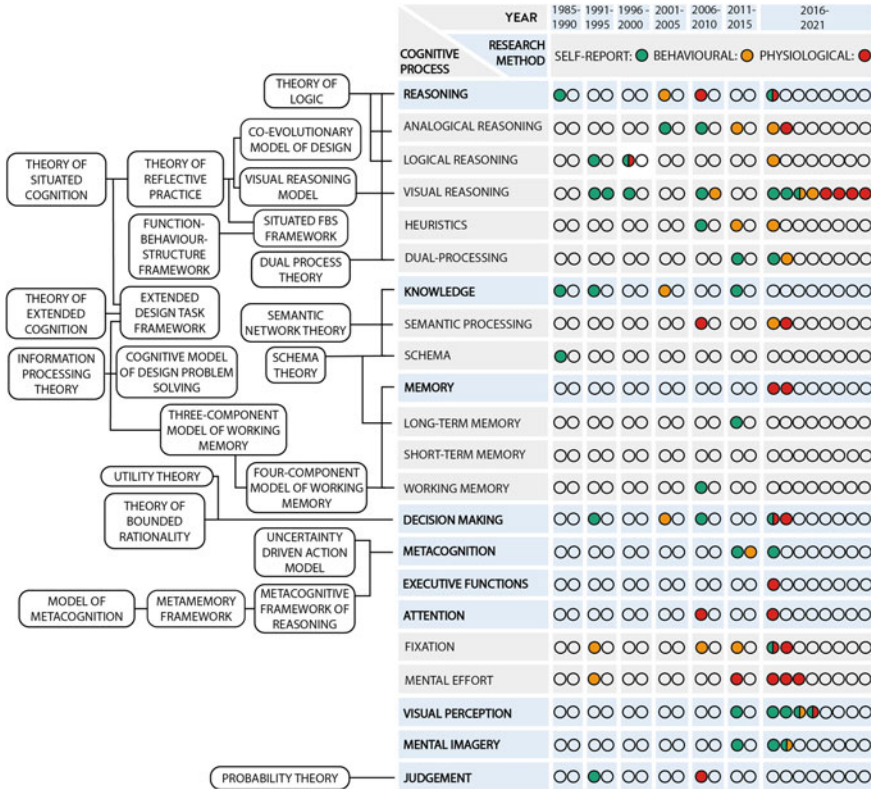 YEAR
1985-
1990
1991-
1995
1996 -
2000
2001-
2005
2006-
2010
2011-
2015
2016-
2021
COGNITIVE
PROCESS
RESEARCH
METHOD
SELF-REPORT:
BEHAVIOURAL:
PHYSIOLOGICAL:
THEORY OF
LOGIC
CO-EVOLUTIONARY
MODEL OF DESIGN
THEORY OF
SITUATED
COGNITION
THEORY OF
REFLECTIVE
PRACTICE
VISUAL REASONING
MODEL
FUNCTION-
BEHAVIOUR-
STRUCTURE
FRAMEWORK
SITUATED FBS
FRAMEWORK
DUAL PROCESS
THEORY
THEORY OF
EXTENDED
COGNITION
EXTENDED
DESIGN TASK
FRAMEWORK
SEMANTIC
NETWORK THEORY
INFORMATION
PROCESSING
THEORY
COGNITIVE MODEL
OF DESIGN PROBLEM
SOLVING
SCHEMA
THEORY
THREE-COMPONENT
MODEL OF WORKING
MEMORY
UTILITY THEORY
FOUR-COMPONENT
MODEL OF WORKING
MEMORY
THEORY OF
BOUNDED
RATIONALITY
UNCERTAINTY
DRIVEN ACTION
MODEL
MODEL OF
METACOGNITION
METAMEMORY
FRAMEWORK
METACOGNITIVE
FRAMEWORK OF
REASONING
PROBABILITY THEORY
REASONING
ANALOGICAL REASONING
LOGICAL REASONING
VISUAL REASONING
HEURISTICS
DUAL-PROCESSING
KNOWLEDGE
SEMANTIC PROCESSING
SCHEMA
MEMORY
LONG-TERM MEMORY
SHORT-TERM MEMORY
WORKING MEMORY
DECISION MAKING
METACOGNITION
EXECUTIVE FUNCTIONS
ATTENTION
FIXATION
MENTAL EFFORT
VISUAL PERCEPTION
MENTAL IMAGERY
JUDGEMENT